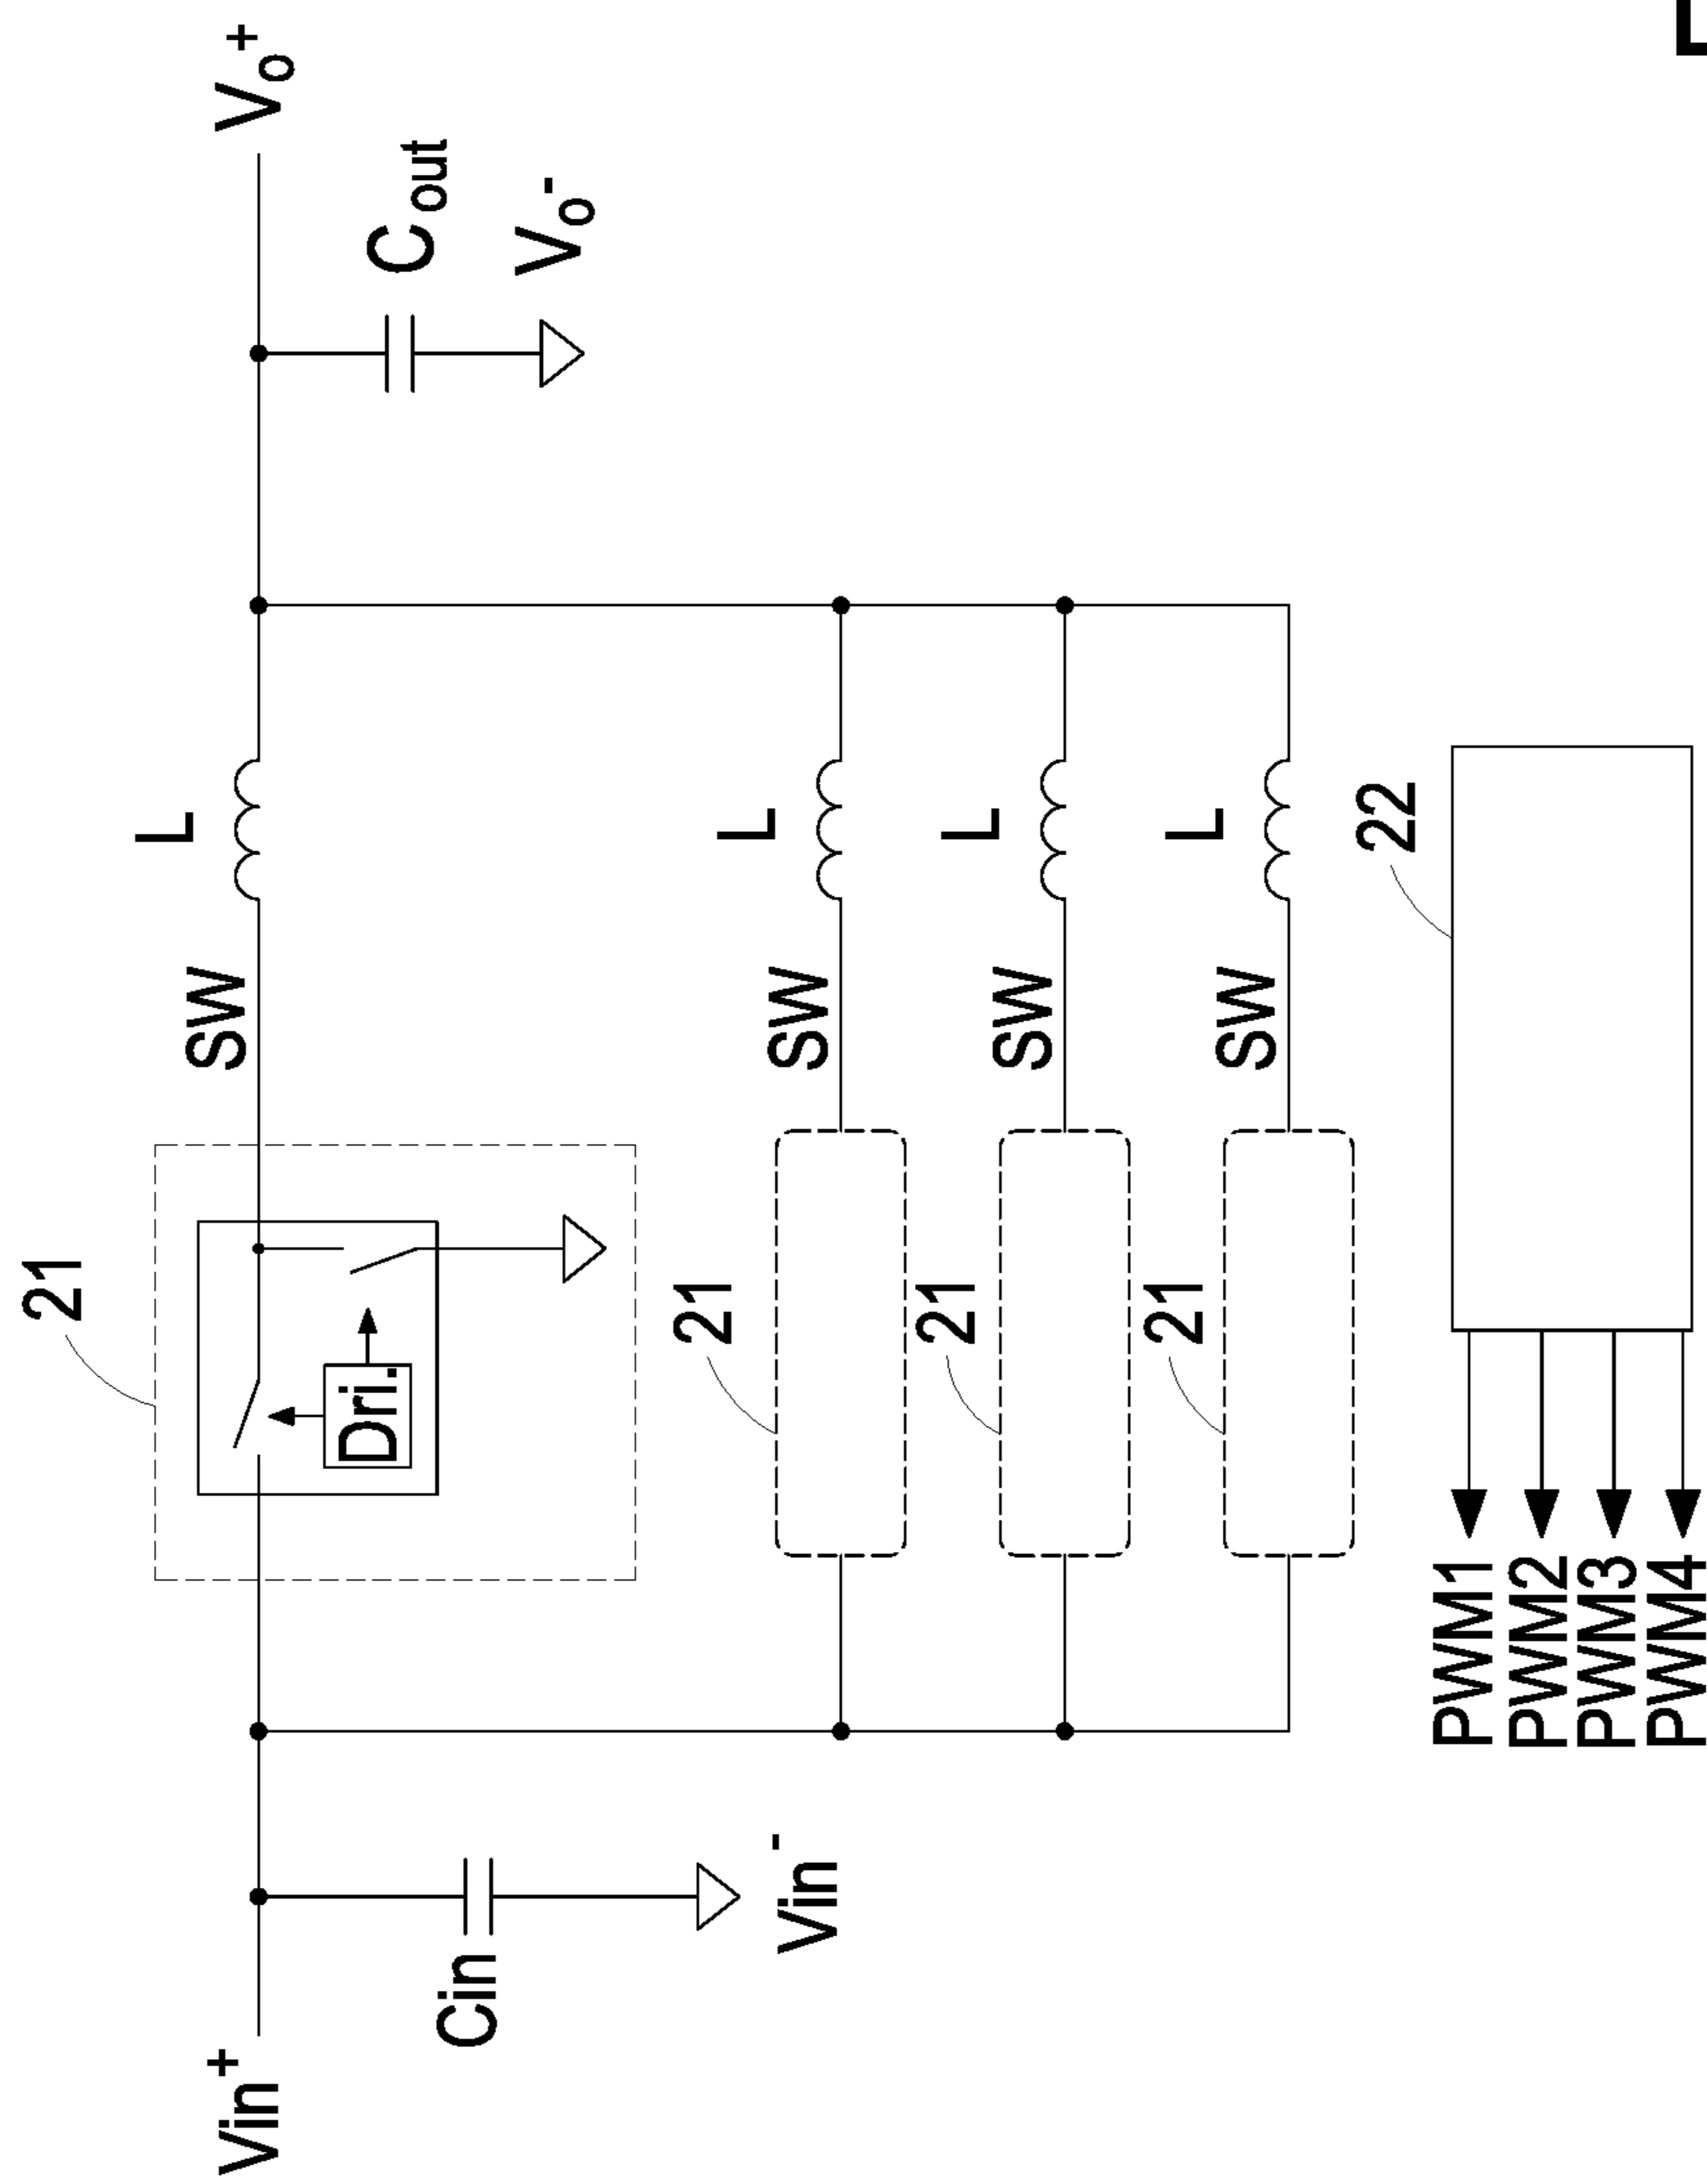 21
L
Vo+
SW
Cout
Dri.
Vo-
Vin+
Cin
Vin-
21
SW
L
21
SW
L
21
SW
L
22
PWM1
PWM2
PWM3
PWM4